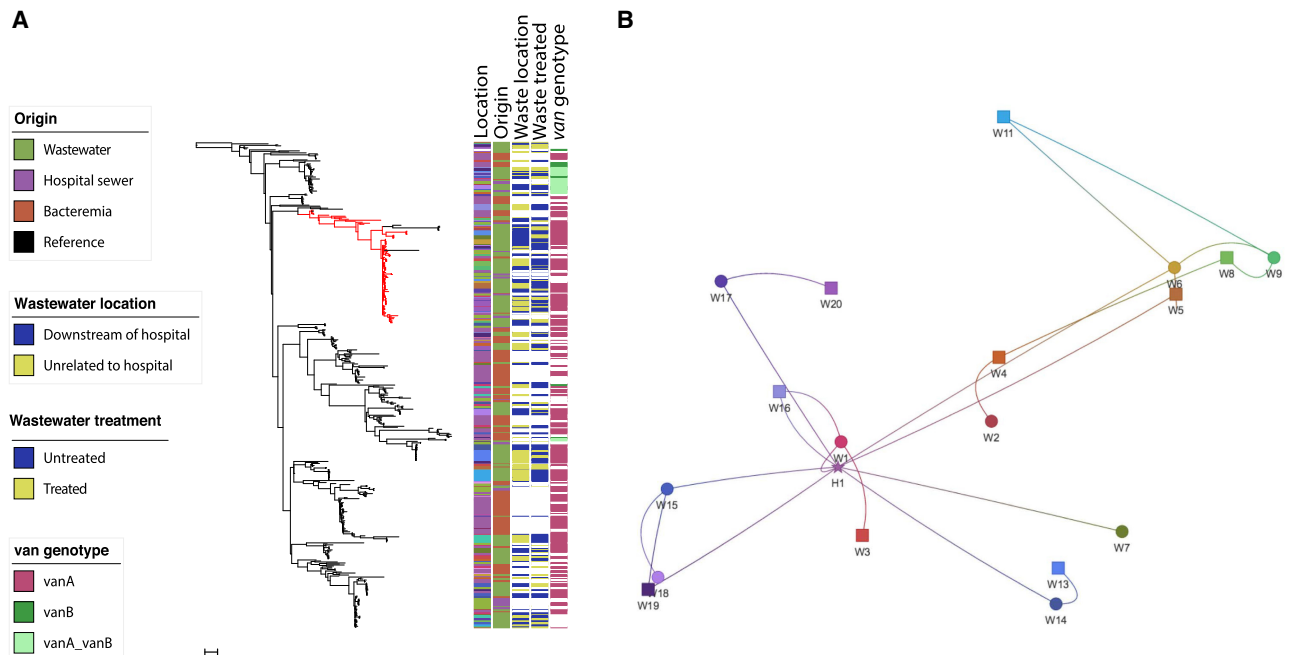 A
B
Location
Origin
Waste location
Waste treated
van genotype
Origin
Wastewater
Hospital sewer
Bacteremia
Reference
Wastewater location
Downstream of hospital
Unrelated to hospital
Wastewater treatment
Untreated
Treated
van genotype
vanA
vanB
vanA_vanB
W11
W6
W8
W9
W5
W17
W20
W4
W16
W2
W1
H1
W15
W3
W7
W13
W18
W19
W14